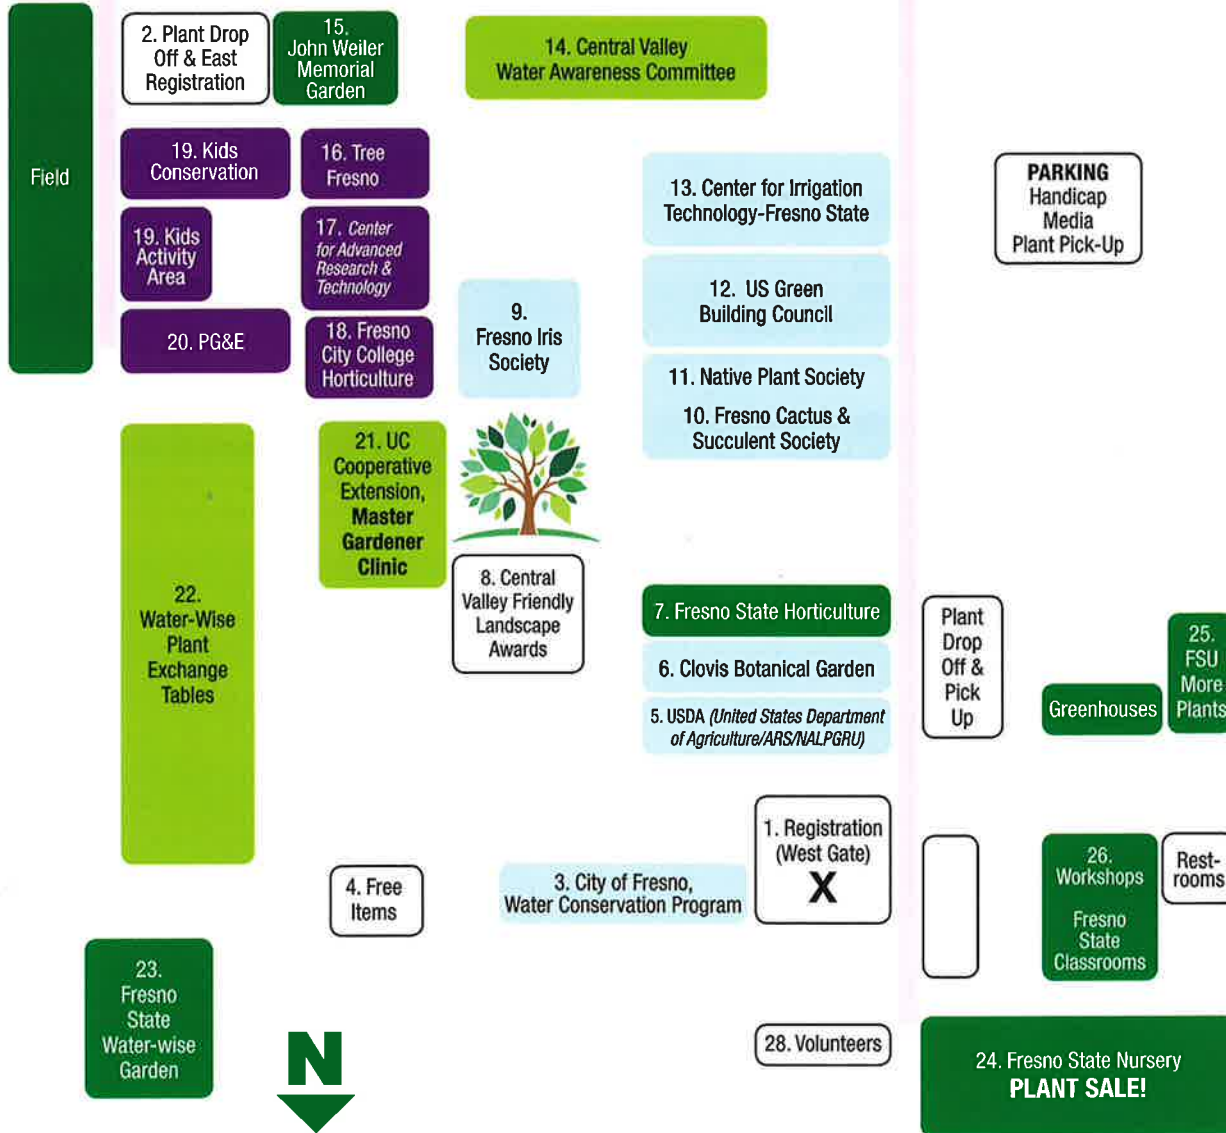 2. Plant Drop
Off & East
Registration
15.
John Weiler
Memorial
Garden
14. Central Valley
Water Awareness Committee
Field
19. Kids
Conservation
16. Tree
Fresno
13. Center for Irrigation
Technology-Fresno State
PARKING
Handicap
Media
Plant Pick-Up
19. Kids
Activity
Area
17. Center
for Advanced
Research &
Technology
12. US Green
Building Council
9.
Fresno Iris
Society
20. PG&E
18. Fresno
City College
Horticulture
11. Native Plant Society
10. Fresno Cactus &
Succulent Society
21. UC
Cooperative
Extension,
Master
Gardener
Clinic
22.
Water-Wise
Plant
Exchange
Tables
8. Central
Valley Friendly
Landscape
Awards
7. Fresno State Horticulture
6. Clovis Botanical Garden
5. USDA (United States Department
of Agriculture/ARS/NALPGRU)
Plant
Drop
Off &
Pick
Up
Greenhouses
25.
FSU
More
Plants
1. Registration
(West Gate)
X
3. City of Fresno,
Water Conservation Program
4. Free
Items
26.
Workshops
Fresno
State
Classrooms
Rest-
rooms
23.
Fresno
State
Water-wise
Garden
N
28. Volunteers
24. Fresno State Nursery
PLANT SALE!